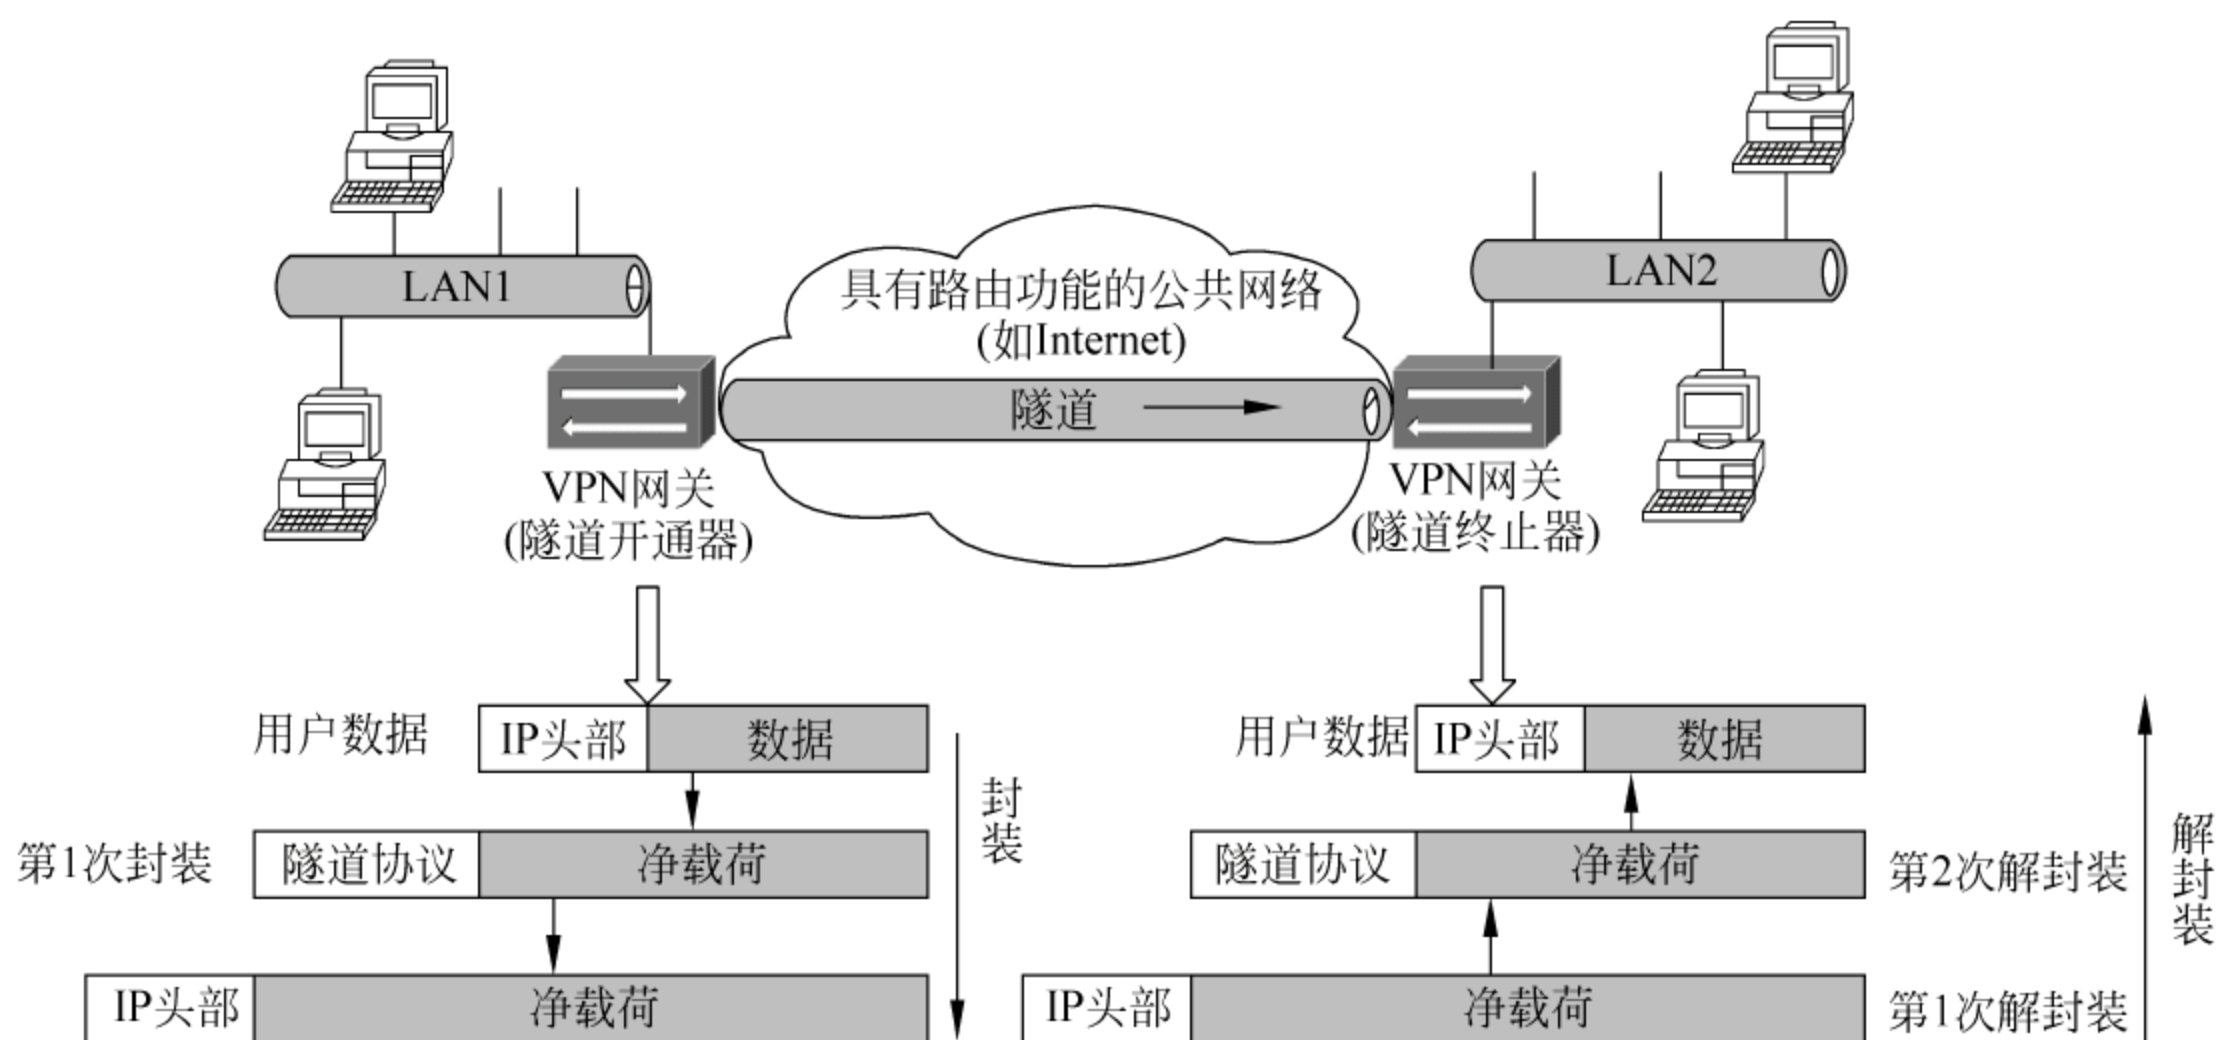 LAN1
LAN2
具有路由功能的公共网络
(如Internet)
隧道
VPN网关
(隧道开通器)
VPN网关
(隧道终止器)
用户数据
IP头部
数据
第1次封装
隧道协议
净载荷
IP头部
净载荷
封装
用户数据
IP头部
数据
隧道协议
净载荷
第2次解封装
IP头部
净载荷
第1次解封装
解封装